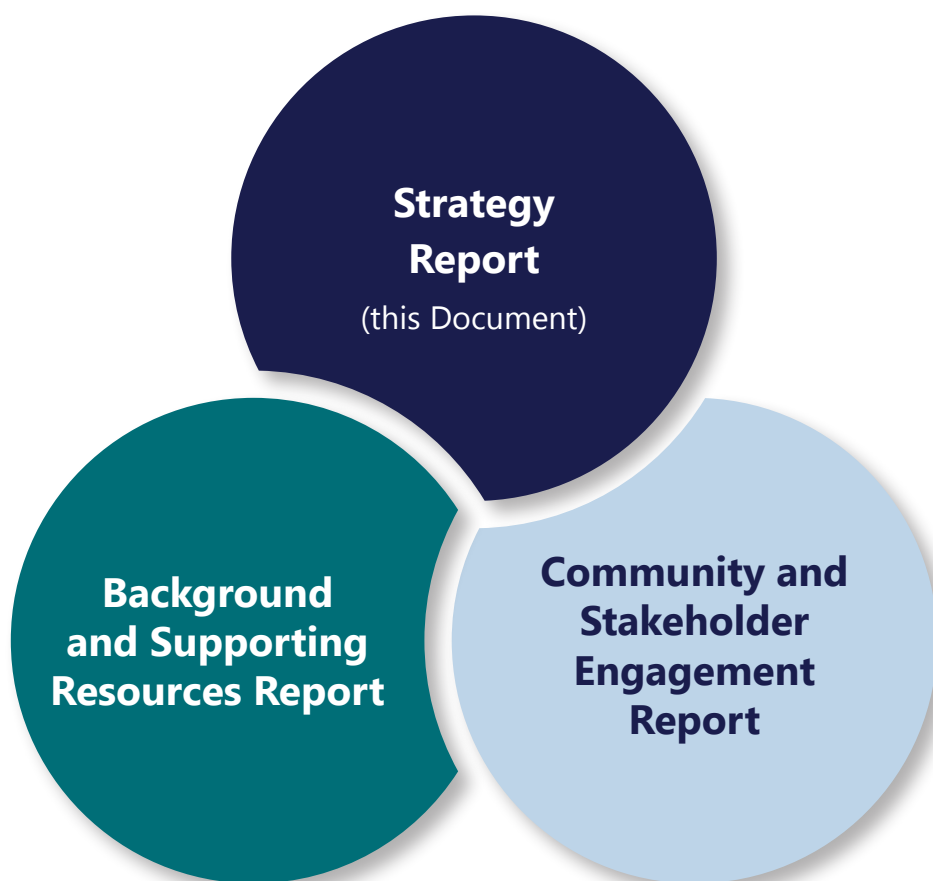 Strategy
Report
(this Document)
Background
and Supporting
Resources Report
Community and
Stakeholder
Engagement
Report